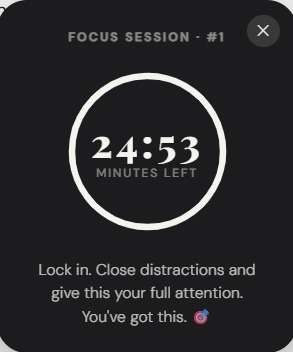 FOCUS SESSION · #1
24:53
MINUTES LEFT
Lock in. Close distractions and
give this your full attention.
You've got this. 🎯